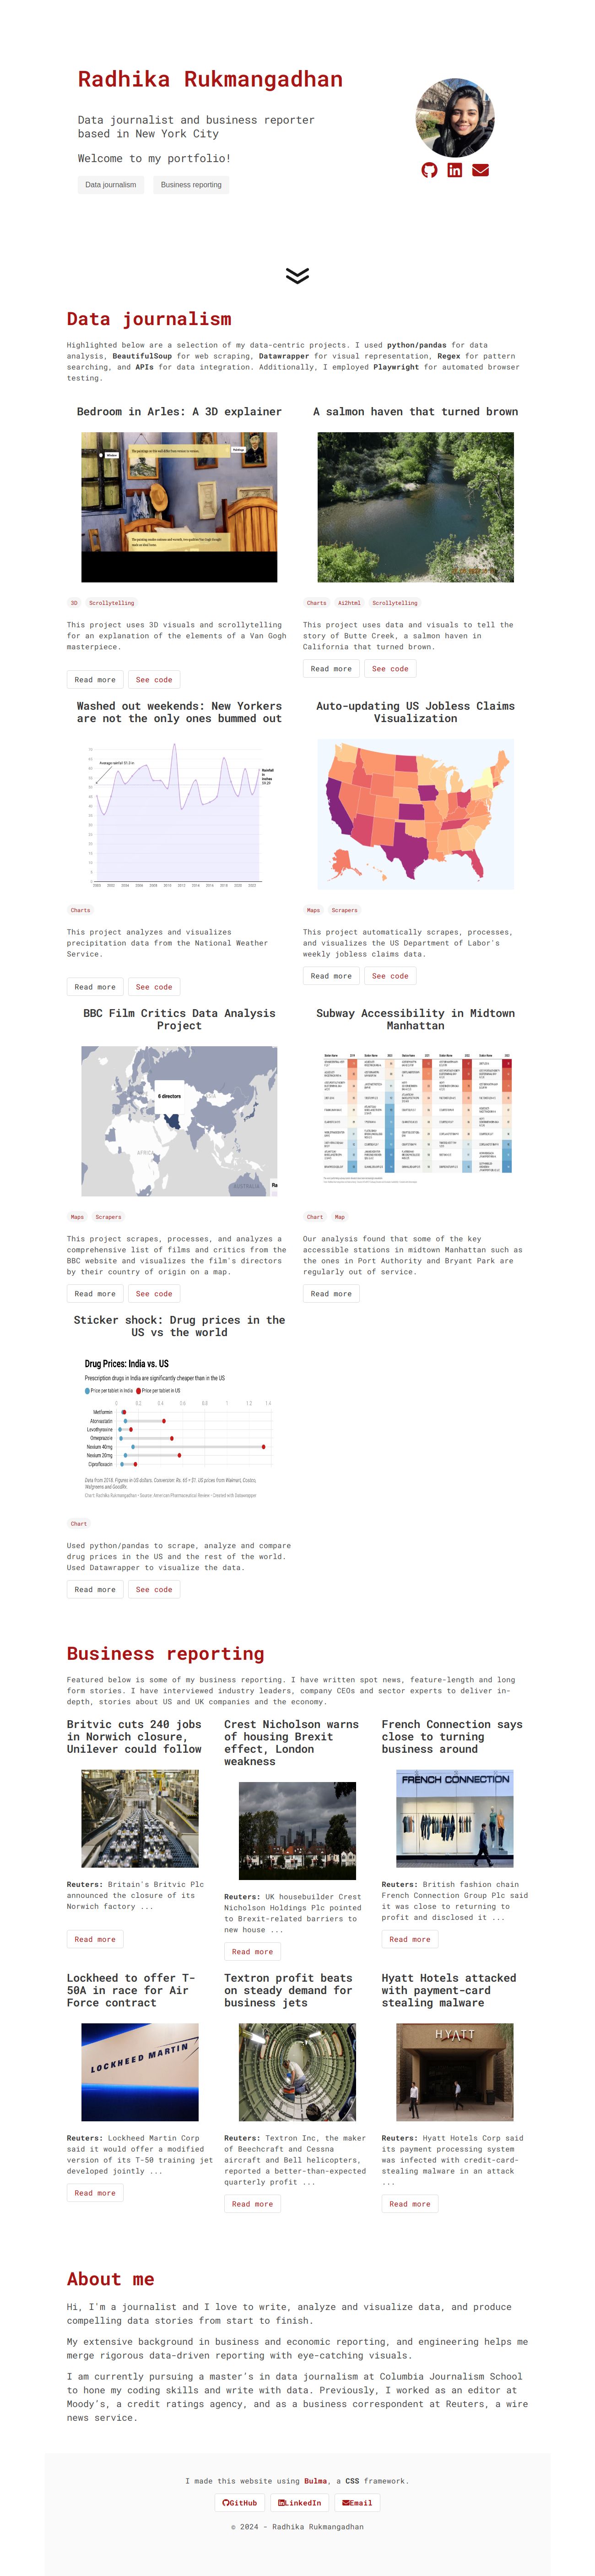 Radhika Rukmangadhan
Data journalist and business reporter
based in New York City
Welcome to my portfolio!
Data journalism
Business reporting
Data journalism
Highlighted below are a selection of my data-centric projects. I used python/pandas for data
analysis, BeautifulSoup for web scraping, Datawrapper for visual representation, Regex for pattern
searching, and APIs for data integration. Additionally, I employed Playwright for automated browser
testing.
Bedroom in Arles: A 3D explainer
3D Scrollytelling
This project uses 3D visuals and scrollytelling
for an explanation of the elements of a Van Gogh
masterpiece.
Read more See code
A salmon haven that turned brown
Charts Ai2html Scrollytelling
This project uses data and visuals to tell the
story of Butte Creek, a salmon haven in
California that turned brown.
Read more See code
Washed out weekends: New Yorkers
are not the only ones bummed out
Charts
This project analyzes and visualizes
precipitation data from the National Weather
Service.
Read more See code
Auto-updating US Jobless Claims
Visualization
Maps Scrapers
This project automatically scrapes, processes,
and visualizes the US Department of Labor's
weekly jobless claims data.
Read more See code
BBC Film Critics Data Analysis
Project
6 directors
AFRICA
AUSTRALIA
Maps Scrapers
This project scrapes, processes, and analyzes a
comprehensive list of films and critics from the
BBC website and visualizes the film's directors
by their country of origin on a map.
Read more See code
Subway Accessibility in Midtown
Manhattan
Chart Map
Our analysis found that some of the key
accessible stations in midtown Manhattan such as
the ones in Port Authority and Bryant Park are
regularly out of service.
Read more
Sticker shock: Drug prices in the
US vs the world
Drug Prices: India vs. US
Prescription drugs in India are significantly cheaper than in the US
Price per tablet in India Price per tablet in US
0 0.2 0.4 0.6 0.8 1 1.2 1.4
Metformin
Atorvastatin
Levothyroxine
Omeprazole
Nexium 40mg
Nexium 20mg
Ciprofloxacin
Chart
Used python/pandas to scrape, analyze and compare
drug prices in the US and the rest of the world.
Used Datawrapper to visualize the data.
Read more See code
Business reporting
Featured below is some of my business reporting. I have written spot news, feature-length and long
form stories. I have interviewed industry leaders, company CEOs and sector experts to deliver in-
depth, stories about US and UK companies and the economy.
Britvic cuts 240 jobs
in Norwich closure,
Unilever could follow
Reuters: Britain's Britvic Plc
announced the closure of its
Norwich factory ...
Read more
Crest Nicholson warns
of housing Brexit
effect, London
weakness
Reuters: UK housebuilder Crest
Nicholson Holdings Plc pointed
to Brexit-related barriers to
new house ...
Read more
French Connection says
close to turning
business around
FRENCH CONNECTION
Reuters: British fashion chain
French Connection Group Plc said
it was close to returning to
profit and disclosed it ...
Read more
Lockheed to offer T-
50A in race for Air
Force contract
LOCKHEED MARTIN
Reuters: Lockheed Martin Corp
said it would offer a modified
version of its T-50 training jet
developed jointly ...
Read more
Textron profit beats
on steady demand for
business jets
Reuters: Textron Inc, the maker
of Beechcraft and Cessna
aircraft and Bell helicopters,
reported a better-than-expected
quarterly profit ...
Read more
Hyatt Hotels attacked
with payment-card
stealing malware
HYATT
Reuters: Hyatt Hotels Corp said
its payment processing system
was infected with credit-card-
stealing malware in an attack
...
Read more
About me
Hi, I'm a journalist and I love to write, analyze and visualize data, and produce
compelling data stories from start to finish.
My extensive background in business and economic reporting, and engineering helps me
merge rigorous data-driven reporting with eye-catching visuals.
I am currently pursuing a master's in data journalism at Columbia Journalism School
to hone my coding skills and write with data. Previously, I worked as an editor at
Moody's, a credit ratings agency, and as a business correspondent at Reuters, a wire
news service.
I made this website using Bulma, a CSS framework.
GitHub LinkedIn Email
© 2024 - Radhika Rukmangadhan